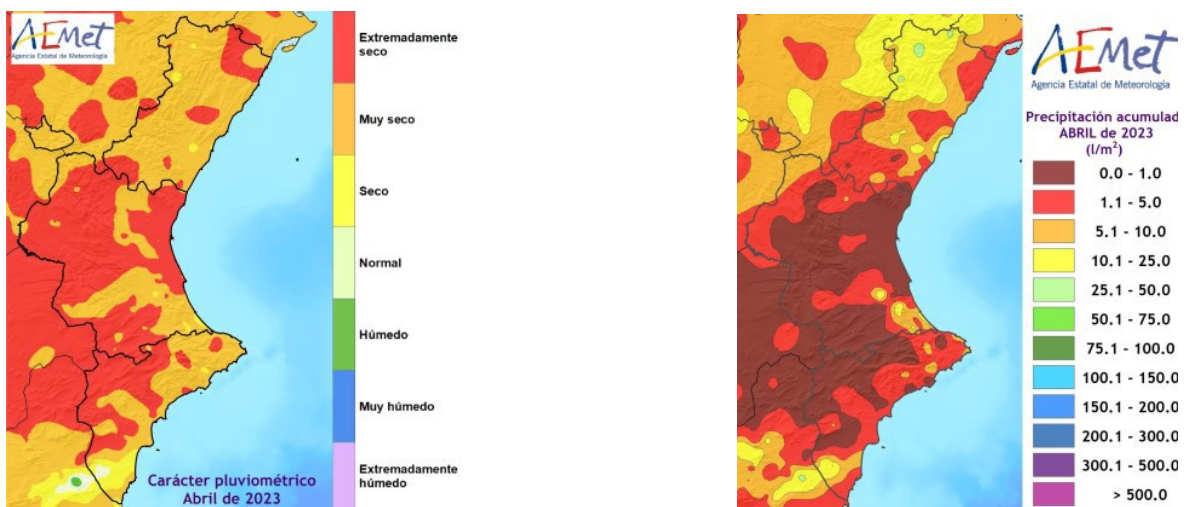 AEmet
Agencia Estatal de Meteorología
Extremadamente
seco
Muy seco
Seco
Normal
Húmedo
Muy húmedo
Extremadamente
húmedo
Carácter pluviométrico
Abril de 2023
AEmet
Agencia Estatal de Meteorología
Precipitación acumulad
ABRIL de 2023
(l/m²)
0.0 - 1.0
1.1 - 5.0
5.1 - 10.0
10.1 - 25.0
25.1 - 50.0
50.1 - 75.0
75.1 - 100.0
100.1 - 150.0
150.1 - 200.0
200.1 - 300.0
300.1 - 500.0
> 500.0